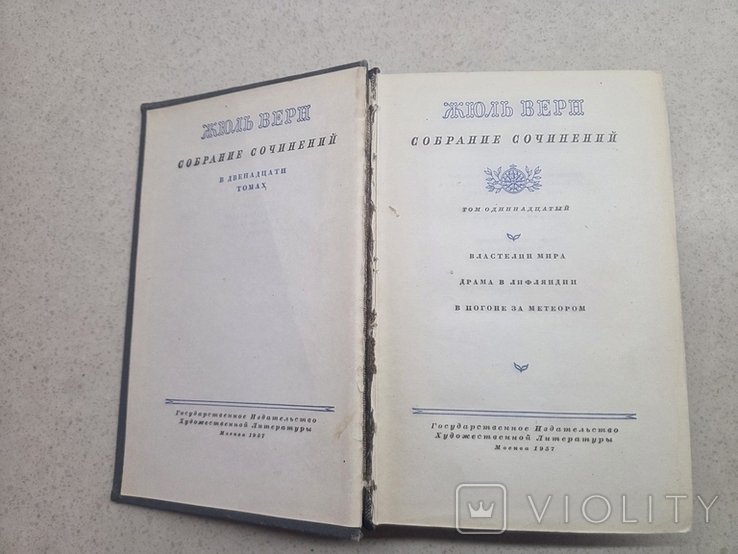 ЖЮЛЬ ВЕРН
СОБРАНИЕ СОЧИНЕНИЙ
В ДВЕНАДЦАТИ
ТОМАХ
Государственное Издательство
Художественной Литературы
Москва 1957
ЖЮЛЬ ВЕРН
СОБРАНИЕ СОЧИНЕНИЙ
ТОМ ОДИННАДЦАТЫЙ
ВЛАСТЕЛИН МИРА
ДРАМА В ЛИФЛЯНДИИ
В ПОГОНЕ ЗА МЕТЕОРОМ
Государственное Издательство
Художественной Литературы
Москва 1957
VIOLITY